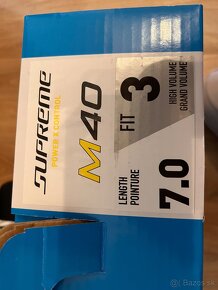 SUPREME
POWER & CONTROL
M40
FIT 3
HIGH VOLUME
GRAND VOLUME
LENGTH
POINTURE
7.0
Bazos.sk